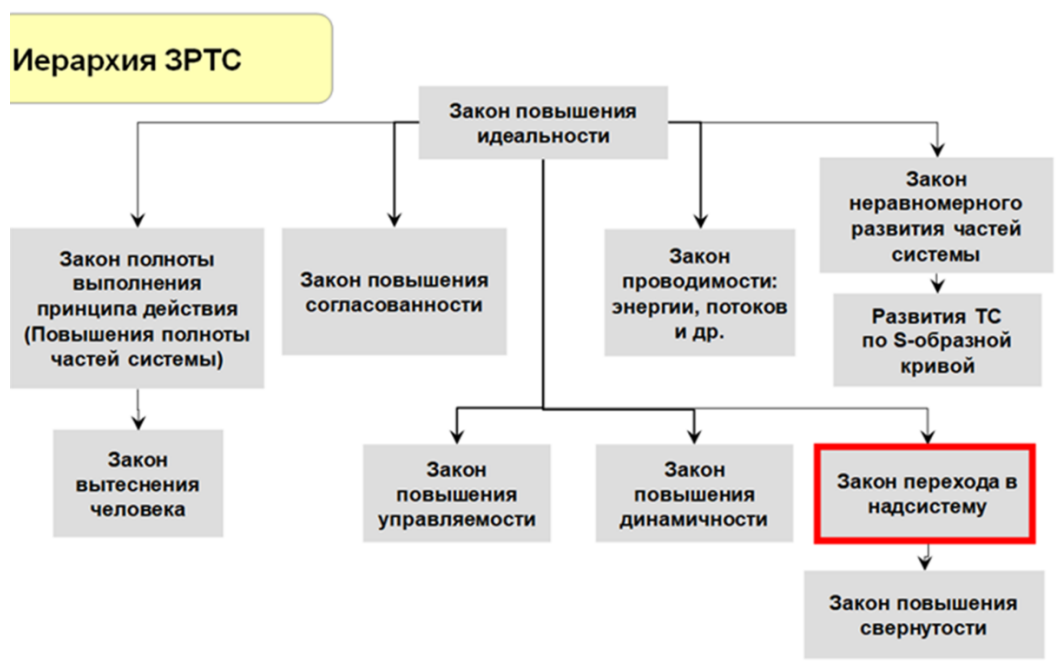 Иерархия ЗРТС
Закон повышения
идеальности
Закон
неравномерного
развития частей
системы
Закон полноты
выполнения
принципа действия
(Повышения полноты
частей системы)
Закон повышения
согласованности
Закон
проводимости:
энергии, потоков
и др.
Развития ТС
по S-образной
кривой
Закон
вытеснения
человека
Закон
повышения
управляемости
Закон
повышения
динамичности
Закон перехода в
надсистему
Закон повышения
свернутости